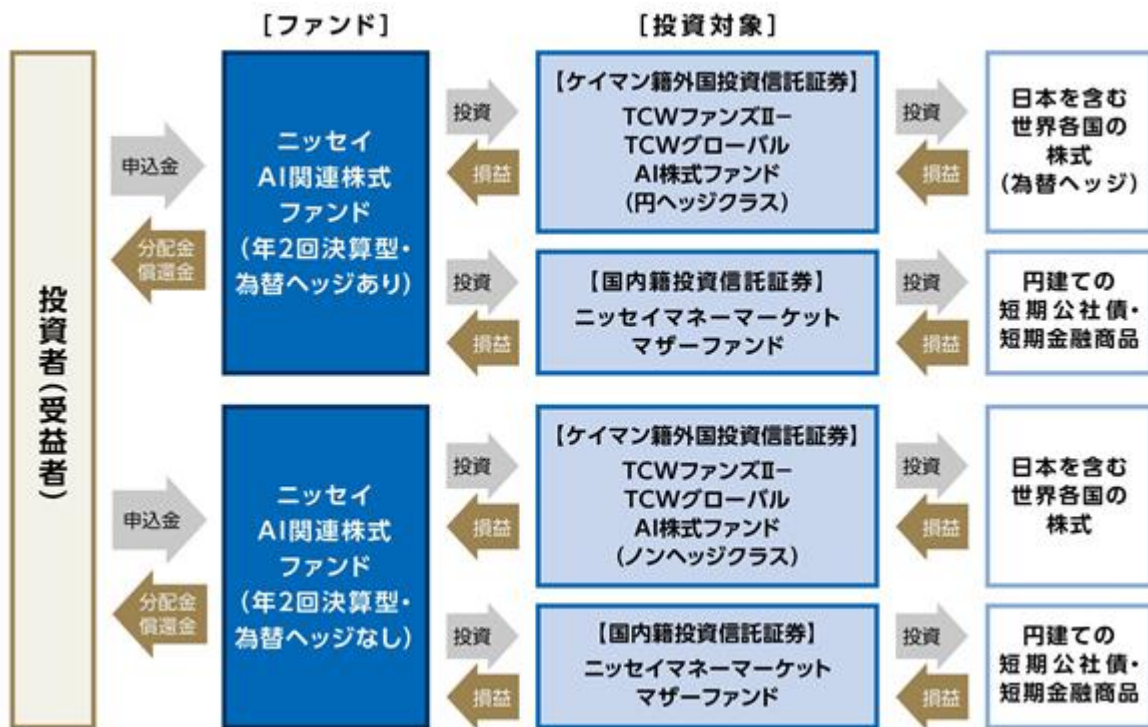 [ファンド]
[投資対象]
投資者(受益者)
申込金
分配金
償還金
ニッセイ
AI関連株式
ファンド
(年2回決算型・
為替ヘッジあり)
投資
損益
【ケイマン籍外国投資信託証券】
TCWファンズⅡ−
TCWグローバル
AI株式ファンド
(円ヘッジクラス)
投資
損益
日本を含む
世界各国の
株式
(為替ヘッジ)
投資
損益
【国内籍投資信託証券】
ニッセイマネーマーケット
マザーファンド
投資
損益
円建ての
短期公社債・
短期金融商品
申込金
分配金
償還金
ニッセイ
AI関連株式
ファンド
(年2回決算型・
為替ヘッジなし)
投資
損益
【ケイマン籍外国投資信託証券】
TCWファンズⅡ−
TCWグローバル
AI株式ファンド
(ノンヘッジクラス)
投資
損益
日本を含む
世界各国の
株式
投資
損益
【国内籍投資信託証券】
ニッセイマネーマーケット
マザーファンド
投資
損益
円建ての
短期公社債・
短期金融商品